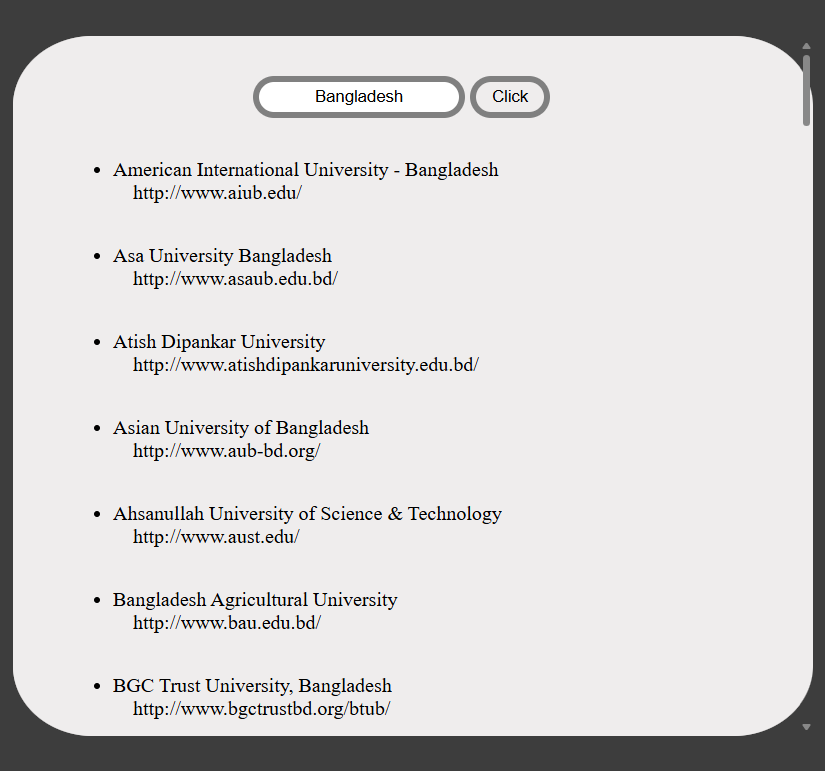 Bangladesh Click
American International University - Bangladesh
http://www.aiub.edu/
Asa University Bangladesh
http://www.asaub.edu.bd/
Atish Dipankar University
http://www.atishdipankaruniversity.edu.bd/
Asian University of Bangladesh
http://www.aub-bd.org/
Ahsanullah University of Science & Technology
http://www.aust.edu/
Bangladesh Agricultural University
http://www.bau.edu.bd/
BGC Trust University, Bangladesh
http://www.bgctrustbd.org/btub/